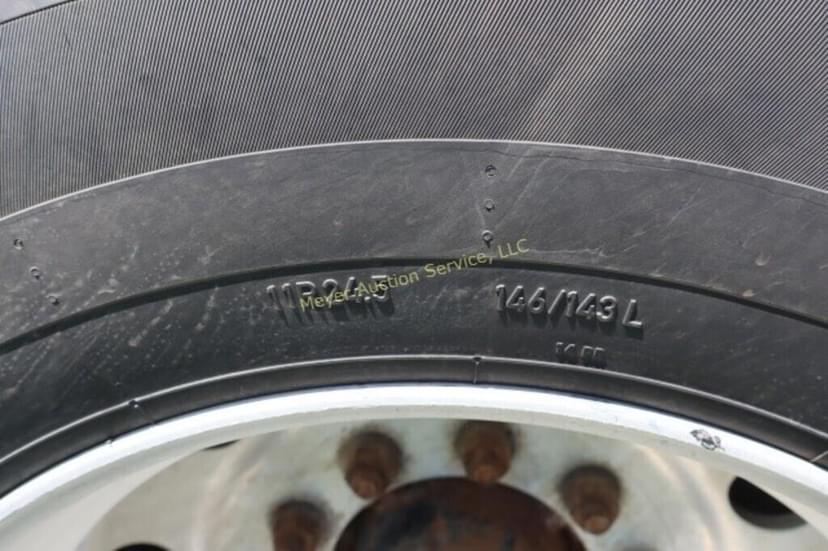 11R24.5
Meyer Auction Service, LLC
146/143 L